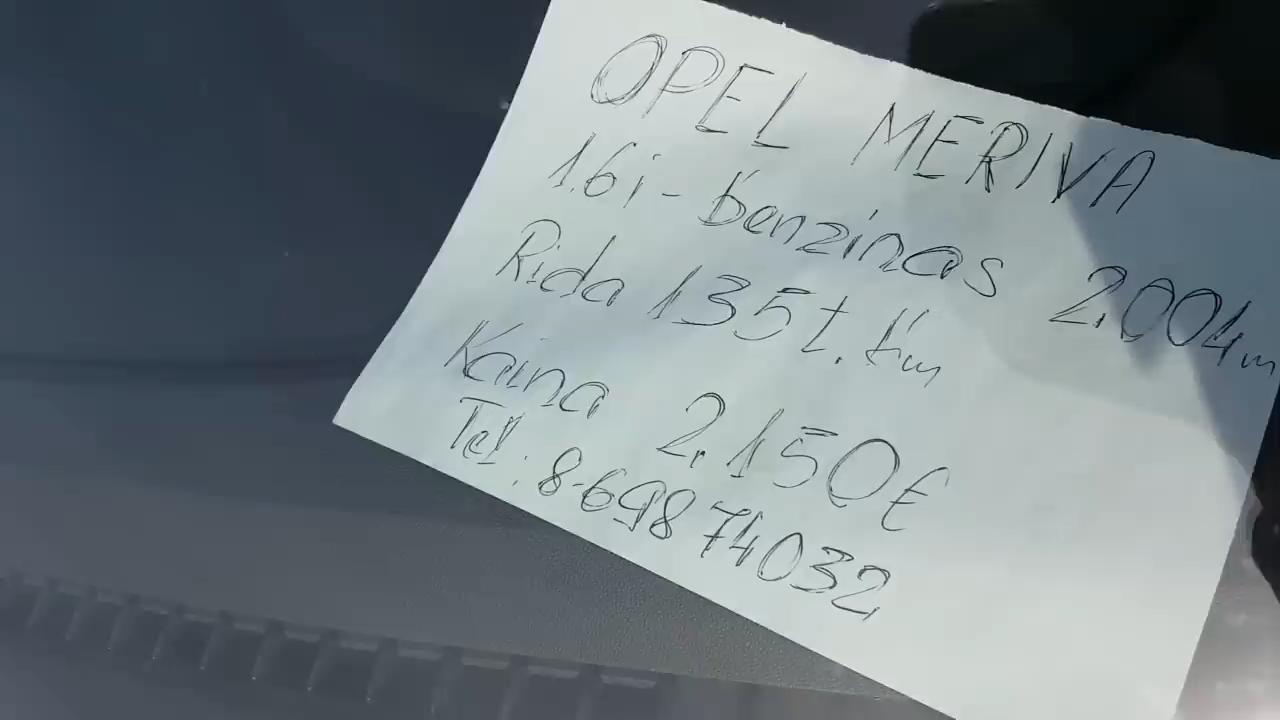 OPEL MERIVA
1.6i - benzinas 2.004m
Rida 135t. km
Kaina 2.150€
Tel: 8-698 74032